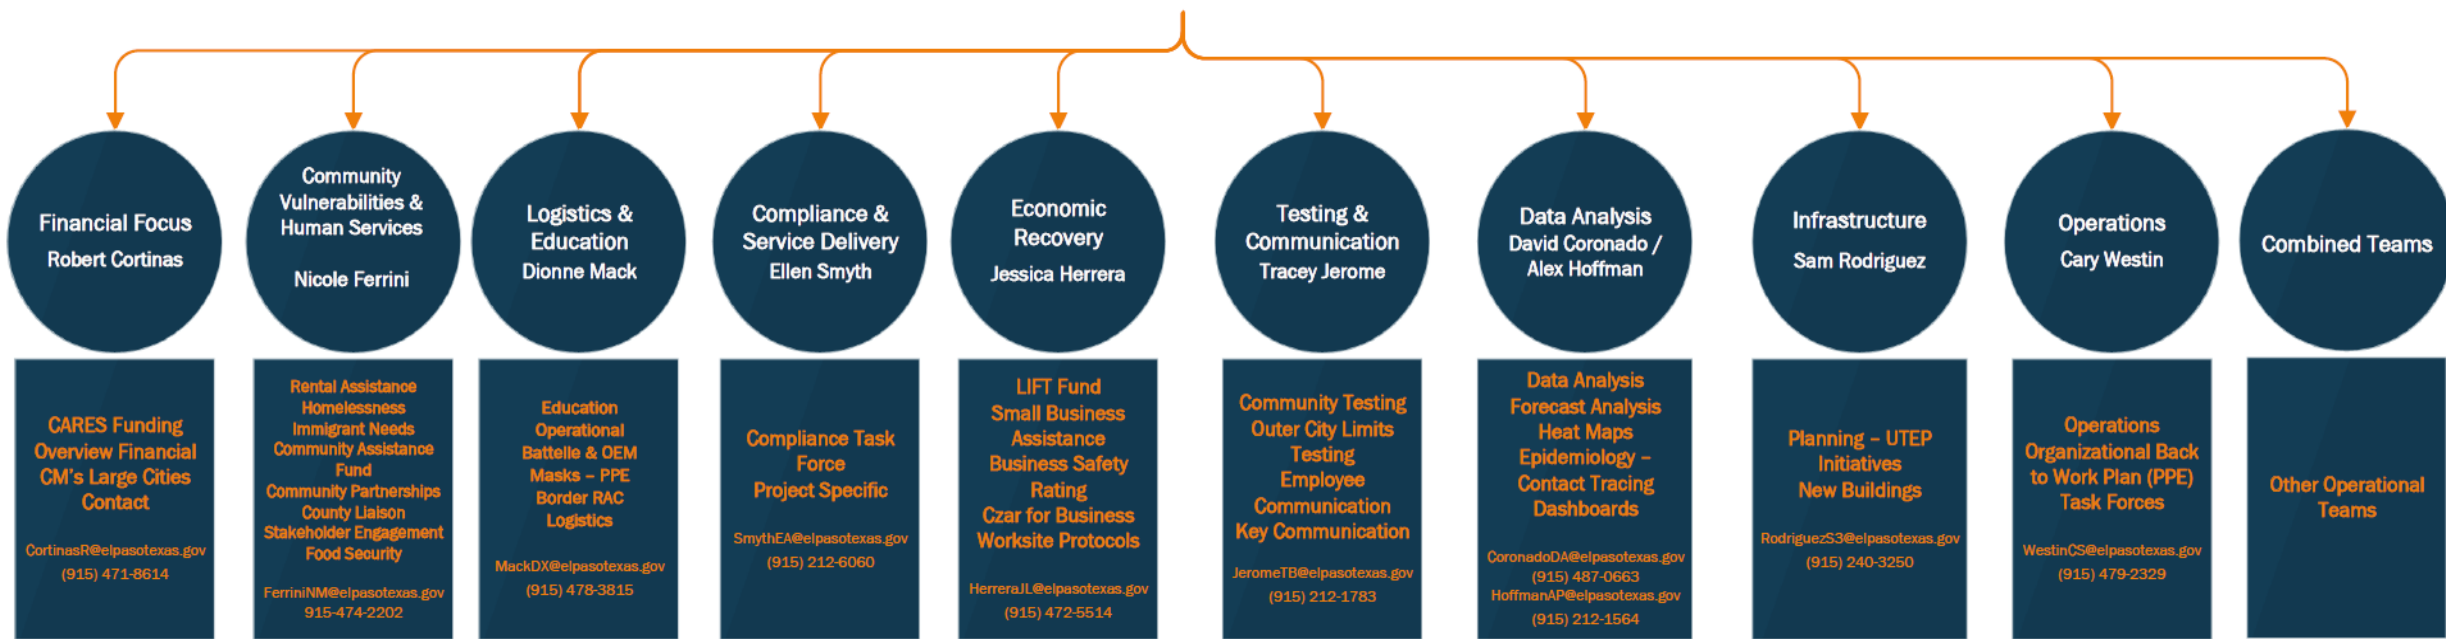 Financial Focus
Robert Cortinas
CARES Funding
Overview Financial
CM's Large Cities
Contact
CortinasR@elpasotexas.gov
(915) 471-8614
Community
Vulnerabilities &
Human Services
Nicole Ferrini
Rental Assistance
Homelessness
Immigrant Needs
Community Assistance
Fund
Community Partnerships
County Liaison
Stakeholder Engagement
Food Security
FerriniNM@elpasotexas.gov
915-474-2202
Logistics &
Education
Dionne Mack
Education
Operational
Battelle & OEM
Masks – PPE
Border RAC
Logistics
MackDX@elpasotexas.gov
(915) 478-3815
Compliance &
Service Delivery
Ellen Smyth
Compliance Task
Force
Project Specific
SmythEA@elpasotexas.gov
(915) 212-6060
Economic
Recovery
Jessica Herrera
LIFT Fund
Small Business
Assistance
Business Safety
Rating
Czar for Business
Worksite Protocols
HerreraJL@elpasotexas.gov
(915) 472-5514
Testing &
Communication
Tracey Jerome
Community Testing
Outer City Limits
Testing
Employee
Communication
Key Communication
JeromeTB@elpasotexas.gov
(915) 212-1783
Data Analysis
David Coronado /
Alex Hoffman
Data Analysis
Forecast Analysis
Heat Maps
Epidemiology –
Contact Tracing
Dashboards
CoronadoDA@elpasotexas.gov
(915) 487-0663
HoffmanAP@elpasotexas.gov
(915) 212-1564
Infrastructure
Sam Rodriguez
Planning – UTEP
Initiatives
New Buildings
RodriguezS3@elpasotexas.gov
(915) 240-3250
Operations
Cary Westin
Operations
Organizational Back
to Work Plan (PPE)
Task Forces
WestinCS@elpasotexas.gov
(915) 479-2329
Combined Teams
Other Operational
Teams